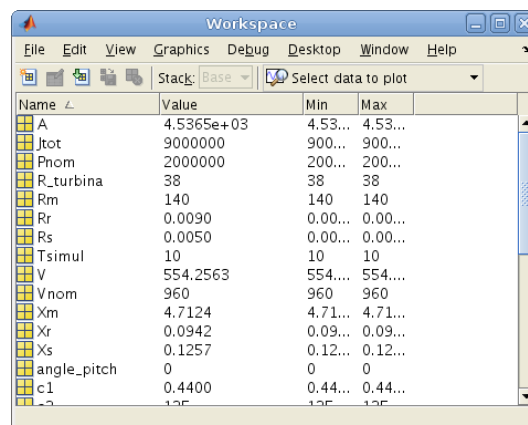 Workspace
File Edit View Graphics Debug Desktop Window Help
Stack: Base Select data to plot
Name Value Min Max
A 4.5365e+03 4.53... 4.53...
Jtot 9000000 900... 900...
Pnom 2000000 200... 200...
R_turbina 38 38 38
Rm 140 140 140
Rr 0.0090 0.00... 0.00...
Rs 0.0050 0.00... 0.00...
Tsimul 10 10 10
V 554.2563 554.... 554....
Vnom 960 960 960
Xm 4.7124 4.71... 4.71...
Xr 0.0942 0.09... 0.09...
Xs 0.1257 0.12... 0.12...
angle_pitch 0 0 0
c1 0.4400 0.44... 0.44...